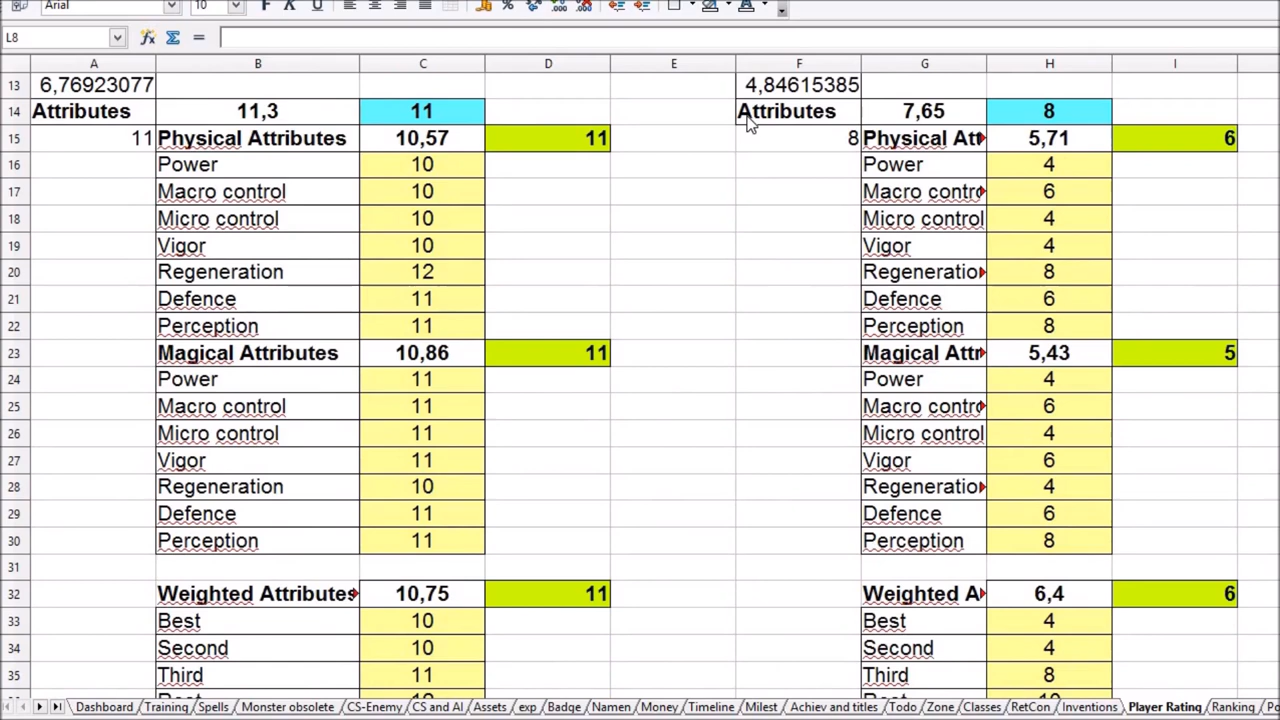 Arial 10 F U %
L8 fx Σ =
A B C D E F G H I
13 6,76923077 4,84615385
14 Attributes 11,3 11 Attributes 7,65 8
15 11 Physical Attributes 10,57 11 8 Physical Att 5,71 6
16 Power 10 Power 4
17 Macro control 10 Macro contro 6
18 Micro control 10 Micro control 4
19 Vigor 10 Vigor 4
20 Regeneration 12 Regeneratio 8
21 Defence 11 Defence 6
22 Perception 11 Perception 8
23 Magical Attributes 10,86 11 Magical Attr 5,43 5
24 Power 11 Power 4
25 Macro control 11 Macro contro 6
26 Micro control 11 Micro control 4
27 Vigor 11 Vigor 6
28 Regeneration 10 Regeneratio 4
29 Defence 11 Defence 6
30 Perception 11 Perception 8
31
32 Weighted Attributes 10,75 11 Weighted A 6,4 6
33 Best 10 Best 4
34 Second 10 Second 4
35 Third 11 Third 8
Dashboard Training Spells Monster obsolete CS-Enemy CS and AI Assets exp Badge Namen Money Timeline Milest Achiev and titles Todo Zone Classes RetCon Inventions Player Rating Ranking